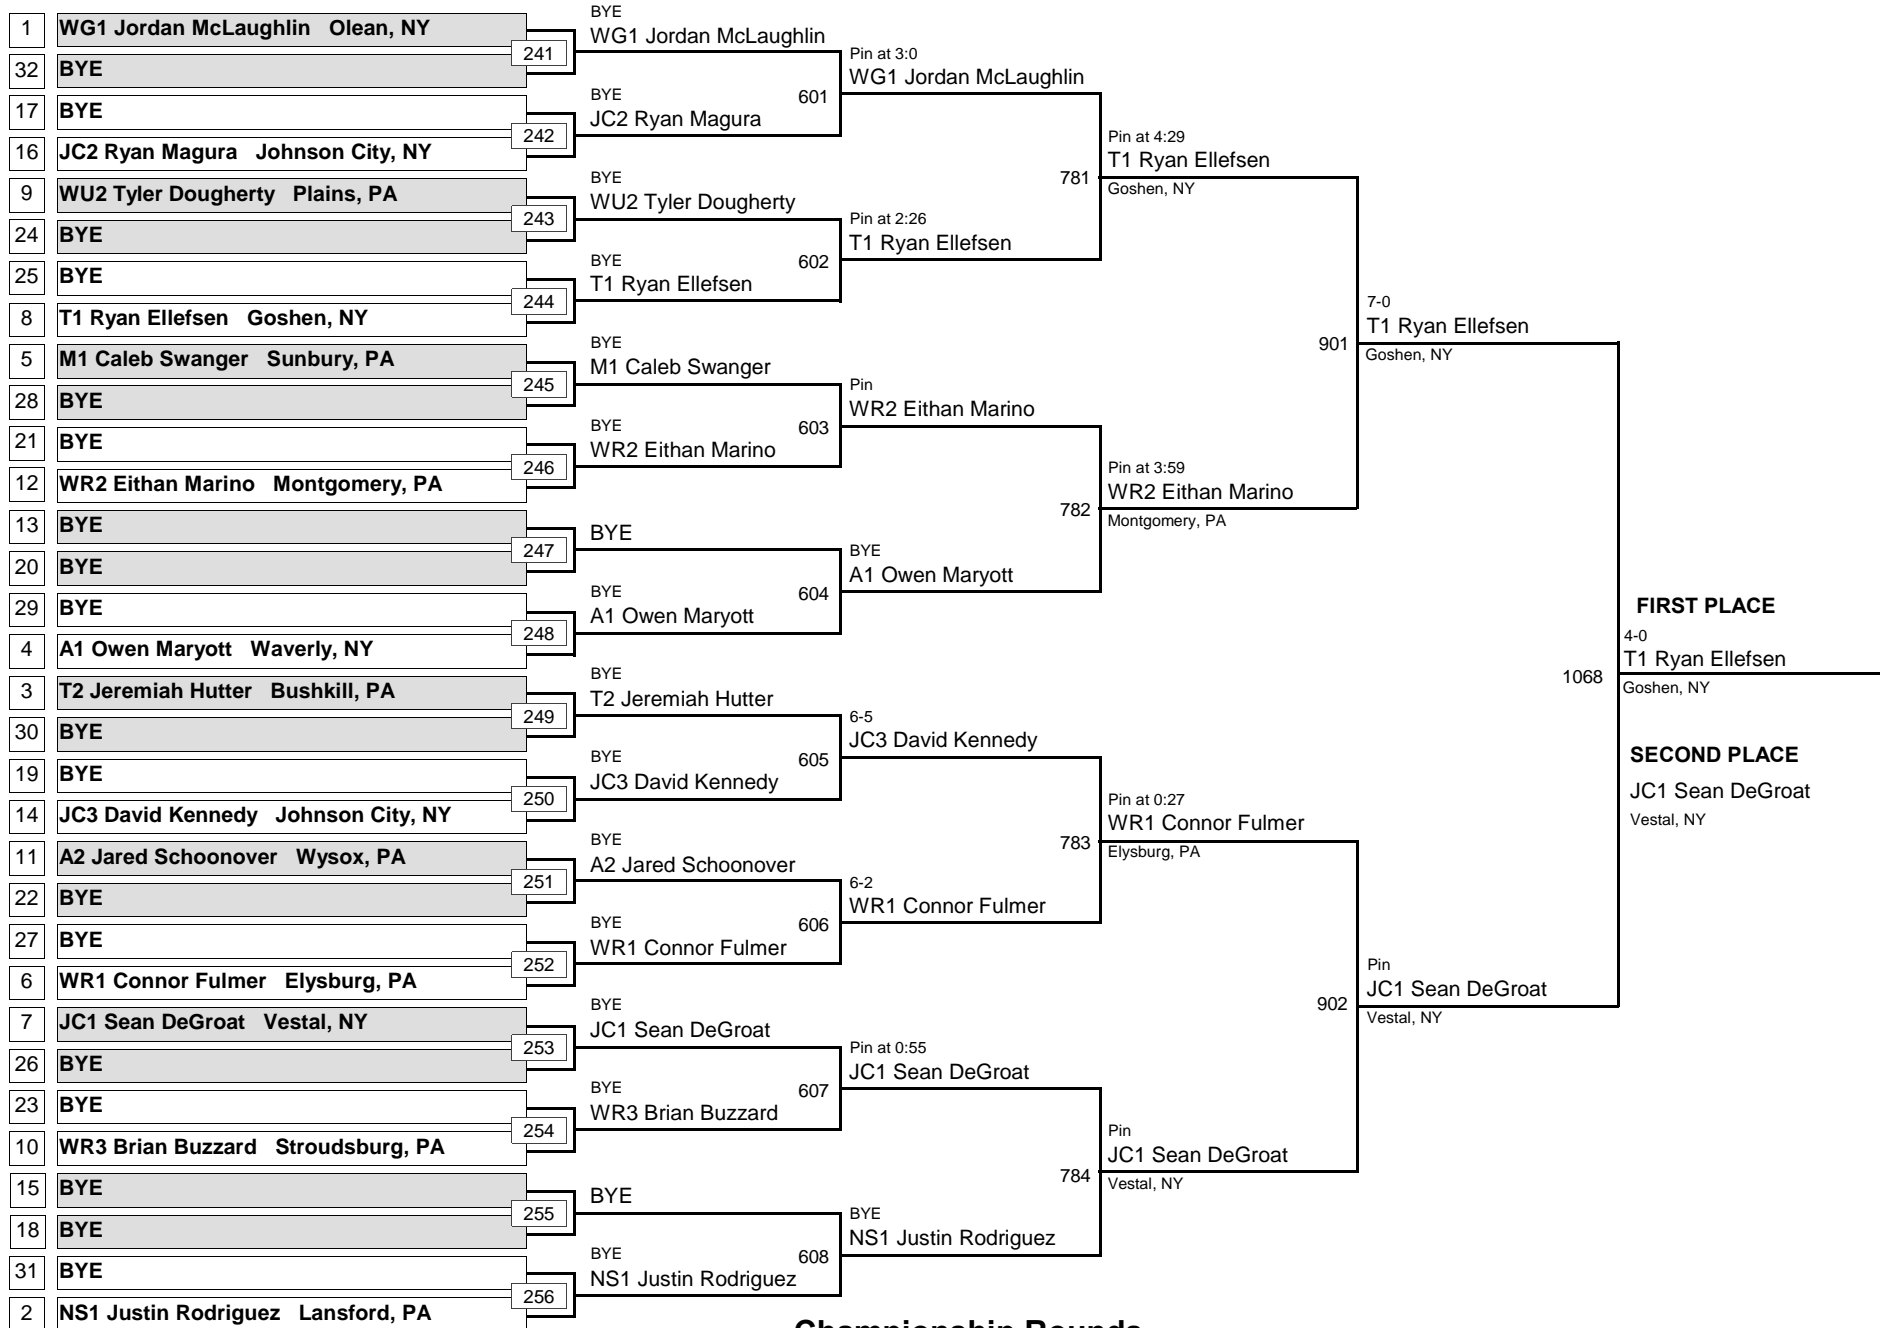 1 WG1 Jordan McLaughlin Olean, NY
32 BYE
241
17 BYE
16 JC2 Ryan Magura Johnson City, NY
242
9 WU2 Tyler Dougherty Plains, PA
24 BYE
243
25 BYE
8 T1 Ryan Ellefsen Goshen, NY
244
5 M1 Caleb Swanger Sunbury, PA
28 BYE
245
21 BYE
12 WR2 Eithan Marino Montgomery, PA
246
13 BYE
20 BYE
247
29 BYE
4 A1 Owen Maryott Waverly, NY
248
3 T2 Jeremiah Hutter Bushkill, PA
30 BYE
249
19 BYE
14 JC3 David Kennedy Johnson City, NY
250
11 A2 Jared Schoonover Wysox, PA
22 BYE
251
27 BYE
6 WR1 Connor Fulmer Elysburg, PA
252
7 JC1 Sean DeGroat Vestal, NY
26 BYE
253
23 BYE
10 WR3 Brian Buzzard Stroudsburg, PA
254
15 BYE
18 BYE
255
31 BYE
2 NS1 Justin Rodriguez Lansford, PA
256
BYE
WG1 Jordan McLaughlin
BYE
JC2 Ryan Magura
601
BYE
WU2 Tyler Dougherty
BYE
T1 Ryan Ellefsen
602
BYE
M1 Caleb Swanger
BYE
WR2 Eithan Marino
603
BYE
BYE
A1 Owen Maryott
604
BYE
T2 Jeremiah Hutter
BYE
JC3 David Kennedy
605
BYE
A2 Jared Schoonover
BYE
WR1 Connor Fulmer
606
BYE
JC1 Sean DeGroat
BYE
WR3 Brian Buzzard
607
BYE
BYE
NS1 Justin Rodriguez
608
Pin at 3:0
WG1 Jordan McLaughlin
Pin at 2:26
T1 Ryan Ellefsen
781
Pin
WR2 Eithan Marino
BYE
A1 Owen Maryott
782
6-5
JC3 David Kennedy
6-2
WR1 Connor Fulmer
783
Pin at 0:55
JC1 Sean DeGroat
BYE
NS1 Justin Rodriguez
784
Pin at 4:29
T1 Ryan Ellefsen
Goshen, NY
Pin at 3:59
WR2 Eithan Marino
Montgomery, PA
901
Pin at 0:27
WR1 Connor Fulmer
Elysburg, PA
Pin
JC1 Sean DeGroat
Vestal, NY
902
7-0
T1 Ryan Ellefsen
Goshen, NY
Pin
JC1 Sean DeGroat
Vestal, NY
1068
FIRST PLACE
4-0
T1 Ryan Ellefsen
Goshen, NY
SECOND PLACE
JC1 Sean DeGroat
Vestal, NY
Championship Rounds